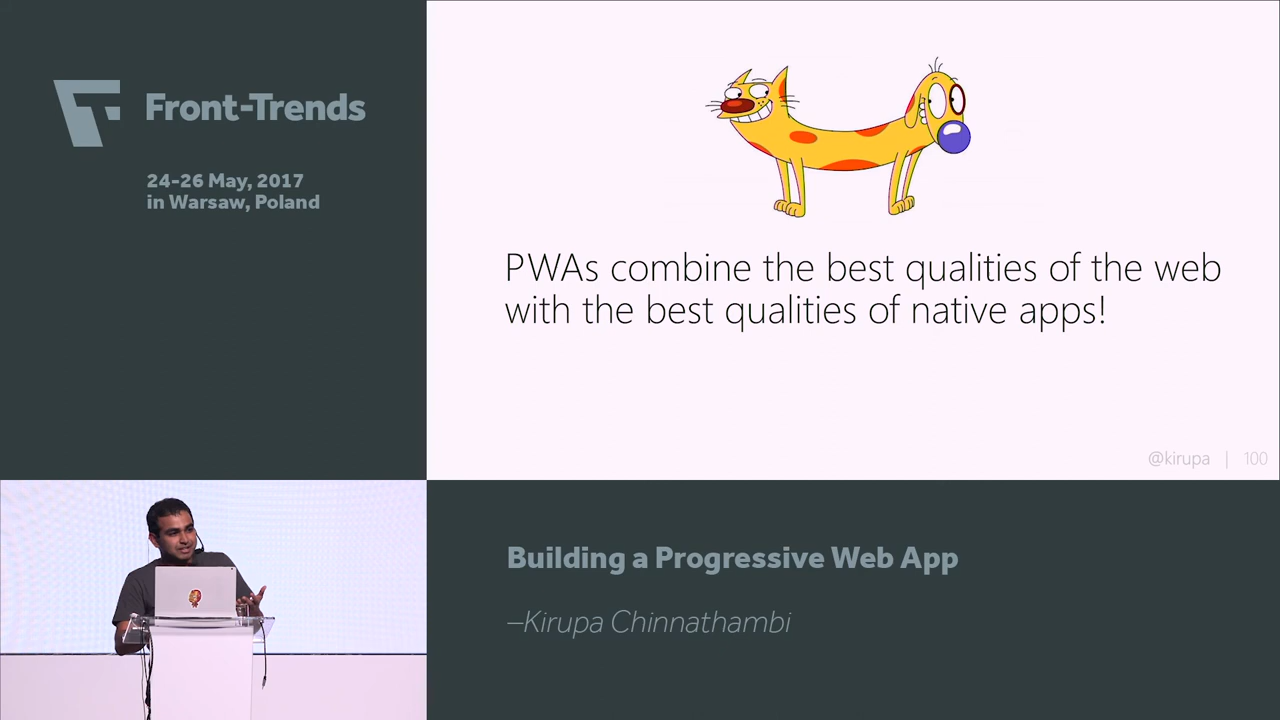 Front-Trends
24-26 May, 2017
in Warsaw, Poland
PWAs combine the best qualities of the web
with the best qualities of native apps!
@kirupa | 100
Building a Progressive Web App
–Kirupa Chinnathambi